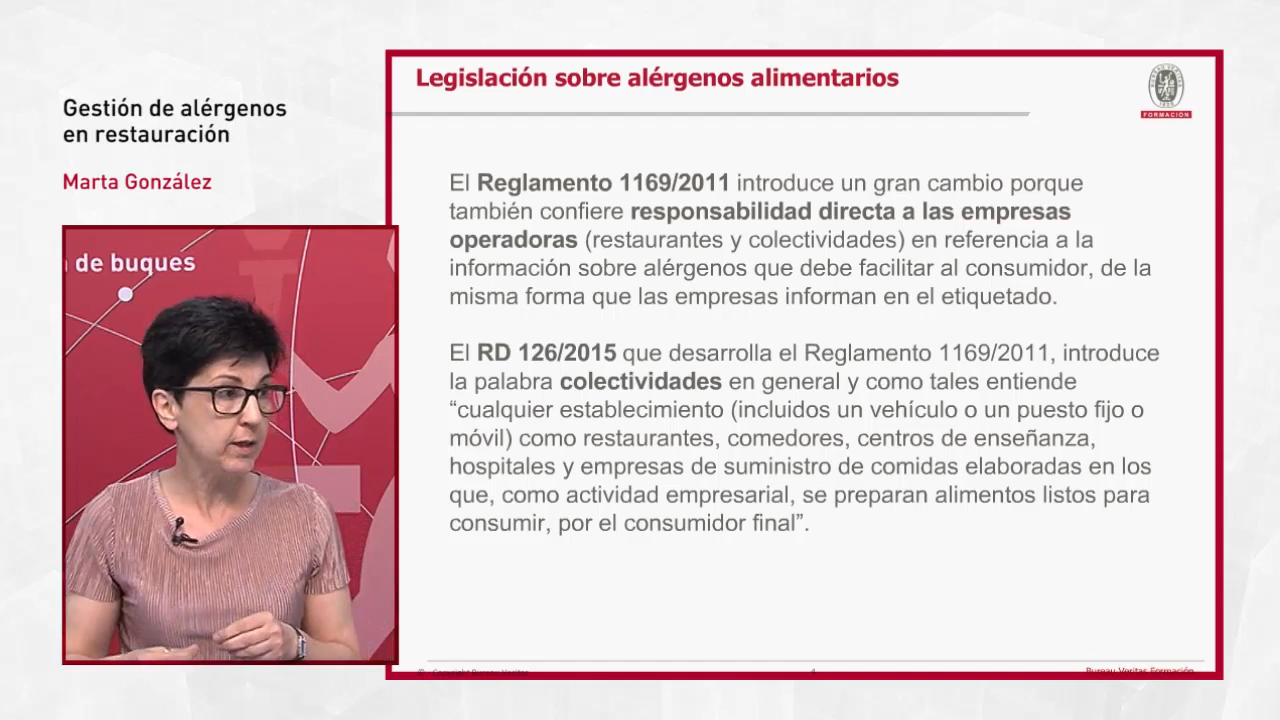 Gestión de alérgenos
en restauración
Marta González
de buques
Legislación sobre alérgenos alimentarios
FORMACIÓN
El Reglamento 1169/2011 introduce un gran cambio porque
también confiere responsabilidad directa a las empresas
operadoras (restaurantes y colectividades) en referencia a la
información sobre alérgenos que debe facilitar al consumidor, de la
misma forma que las empresas informan en el etiquetado.
El RD 126/2015 que desarrolla el Reglamento 1169/2011, introduce
la palabra colectividades en general y como tales entiende
“cualquier establecimiento (incluidos un vehículo o un puesto fijo o
móvil) como restaurantes, comedores, centros de enseñanza,
hospitales y empresas de suministro de comidas elaboradas en los
que, como actividad empresarial, se preparan alimentos listos para
consumir, por el consumidor final”.
© Copyright Bureau Veritas
4
Bureau Veritas Formación